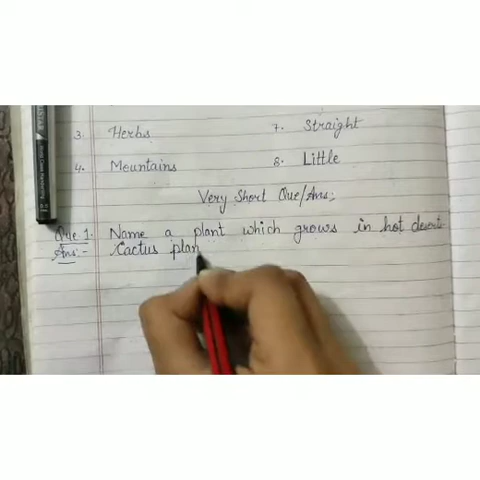 3. Herbs 7. Straight
4. Mountains 8. Little
Very Short Que/Ans:
Que.1- Name a plant which grows in hot desert-
Ans:- Cactus plan